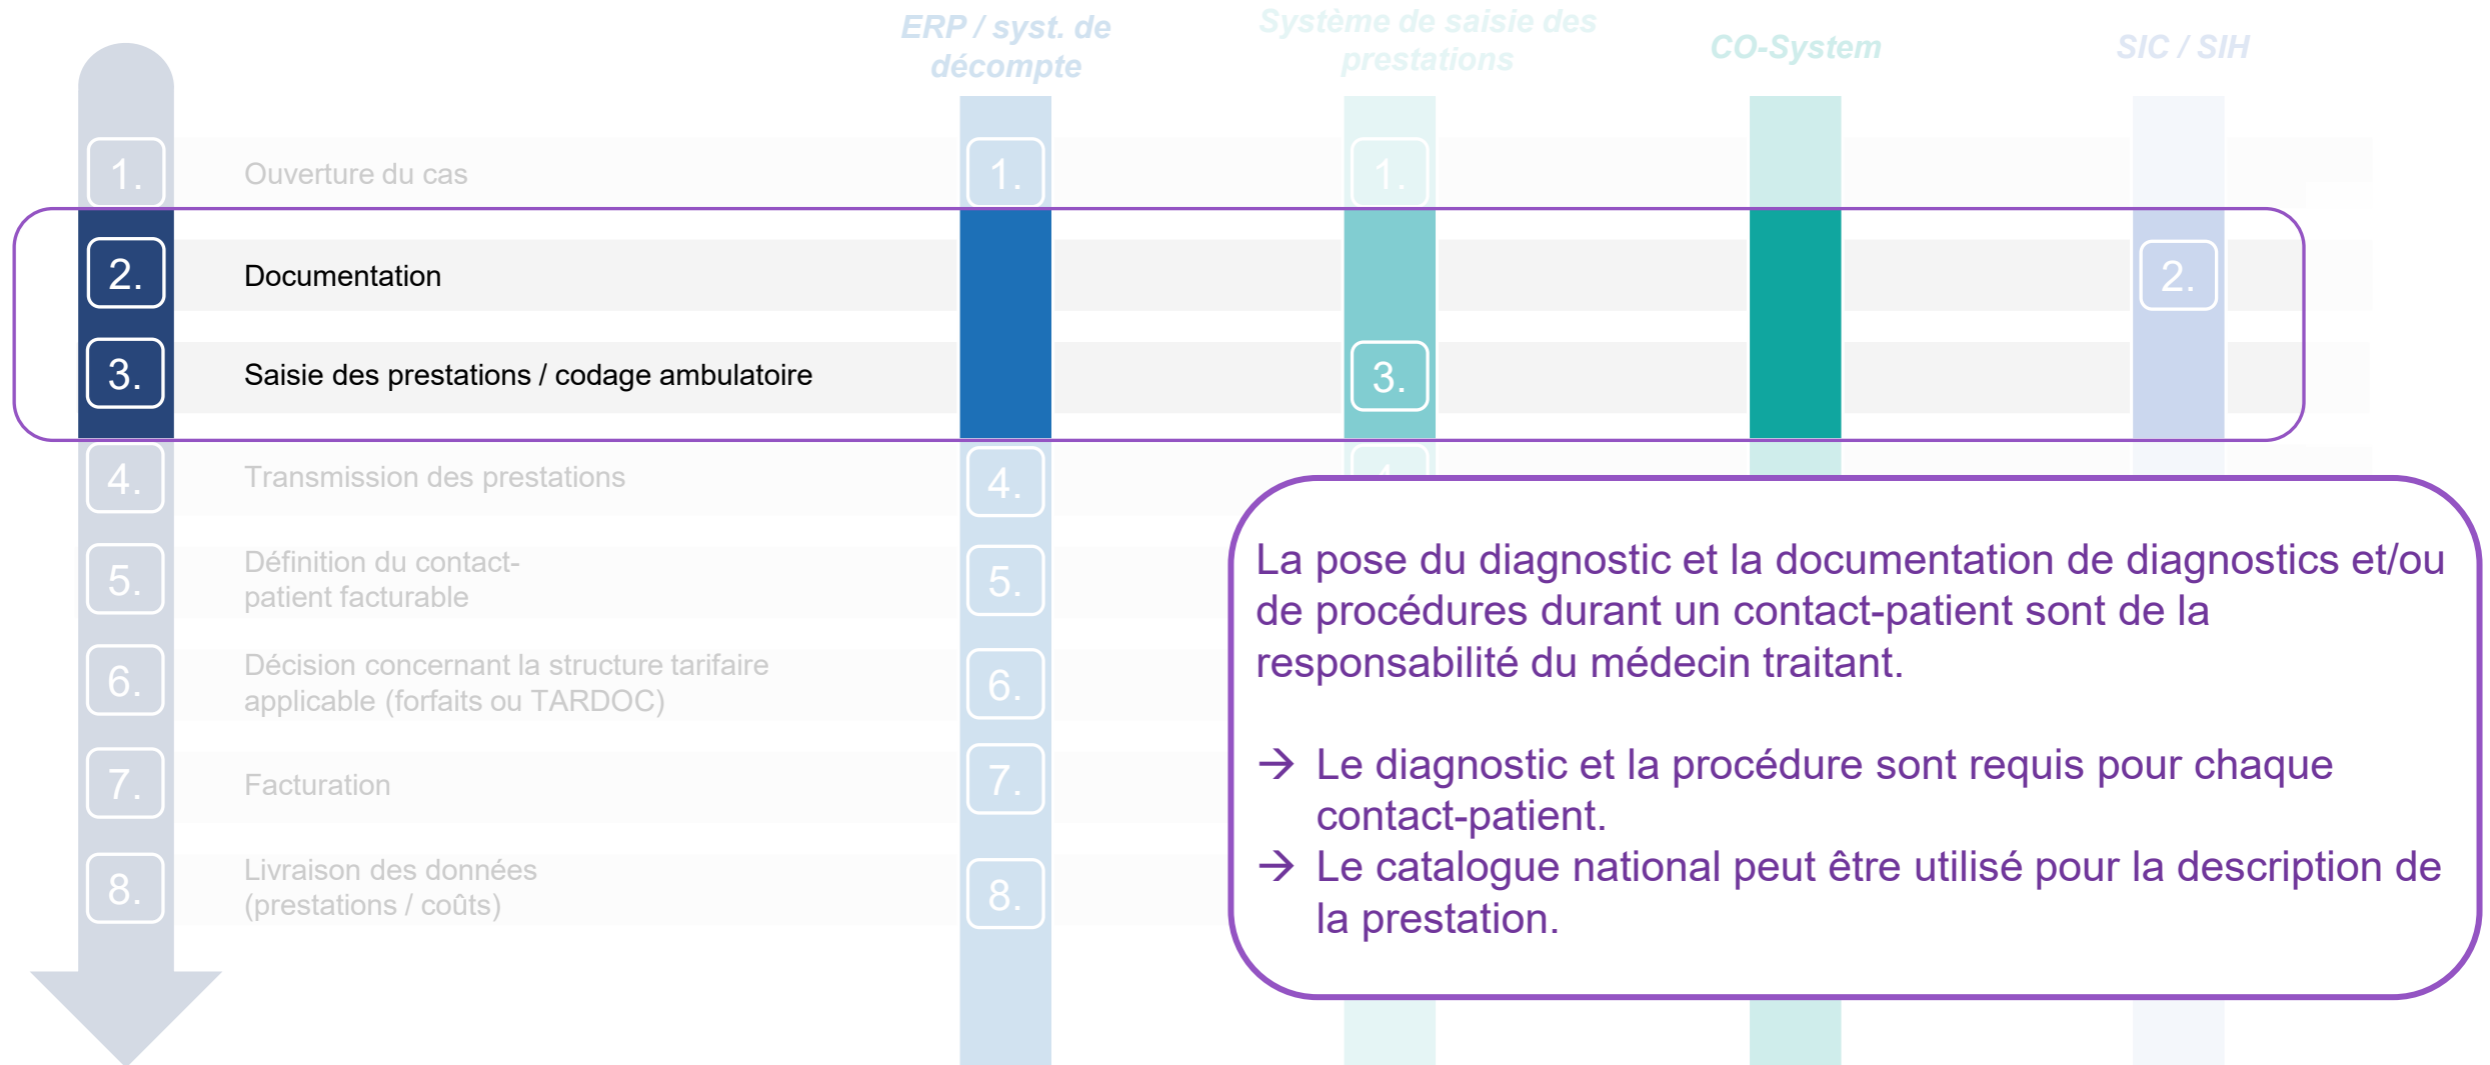 ERP / syst. de
décompte
Système de saisie des
prestations
CO-System
SIC / SIH
1. Ouverture du cas 1. 1.
2. Documentation 2.
3. Saisie des prestations / codage ambulatoire 3.
4. Transmission des prestations 4. 4.
5. Définition du contact-
patient facturable 5.
6. Décision concernant la structure tarifaire
applicable (forfaits ou TARDOC) 6.
7. Facturation 7.
8. Livraison des données
(prestations / coûts) 8.
La pose du diagnostic et la documentation de diagnostics et/ou
de procédures durant un contact-patient sont de la
responsabilité du médecin traitant.
→ Le diagnostic et la procédure sont requis pour chaque
contact-patient.
→ Le catalogue national peut être utilisé pour la description de
la prestation.